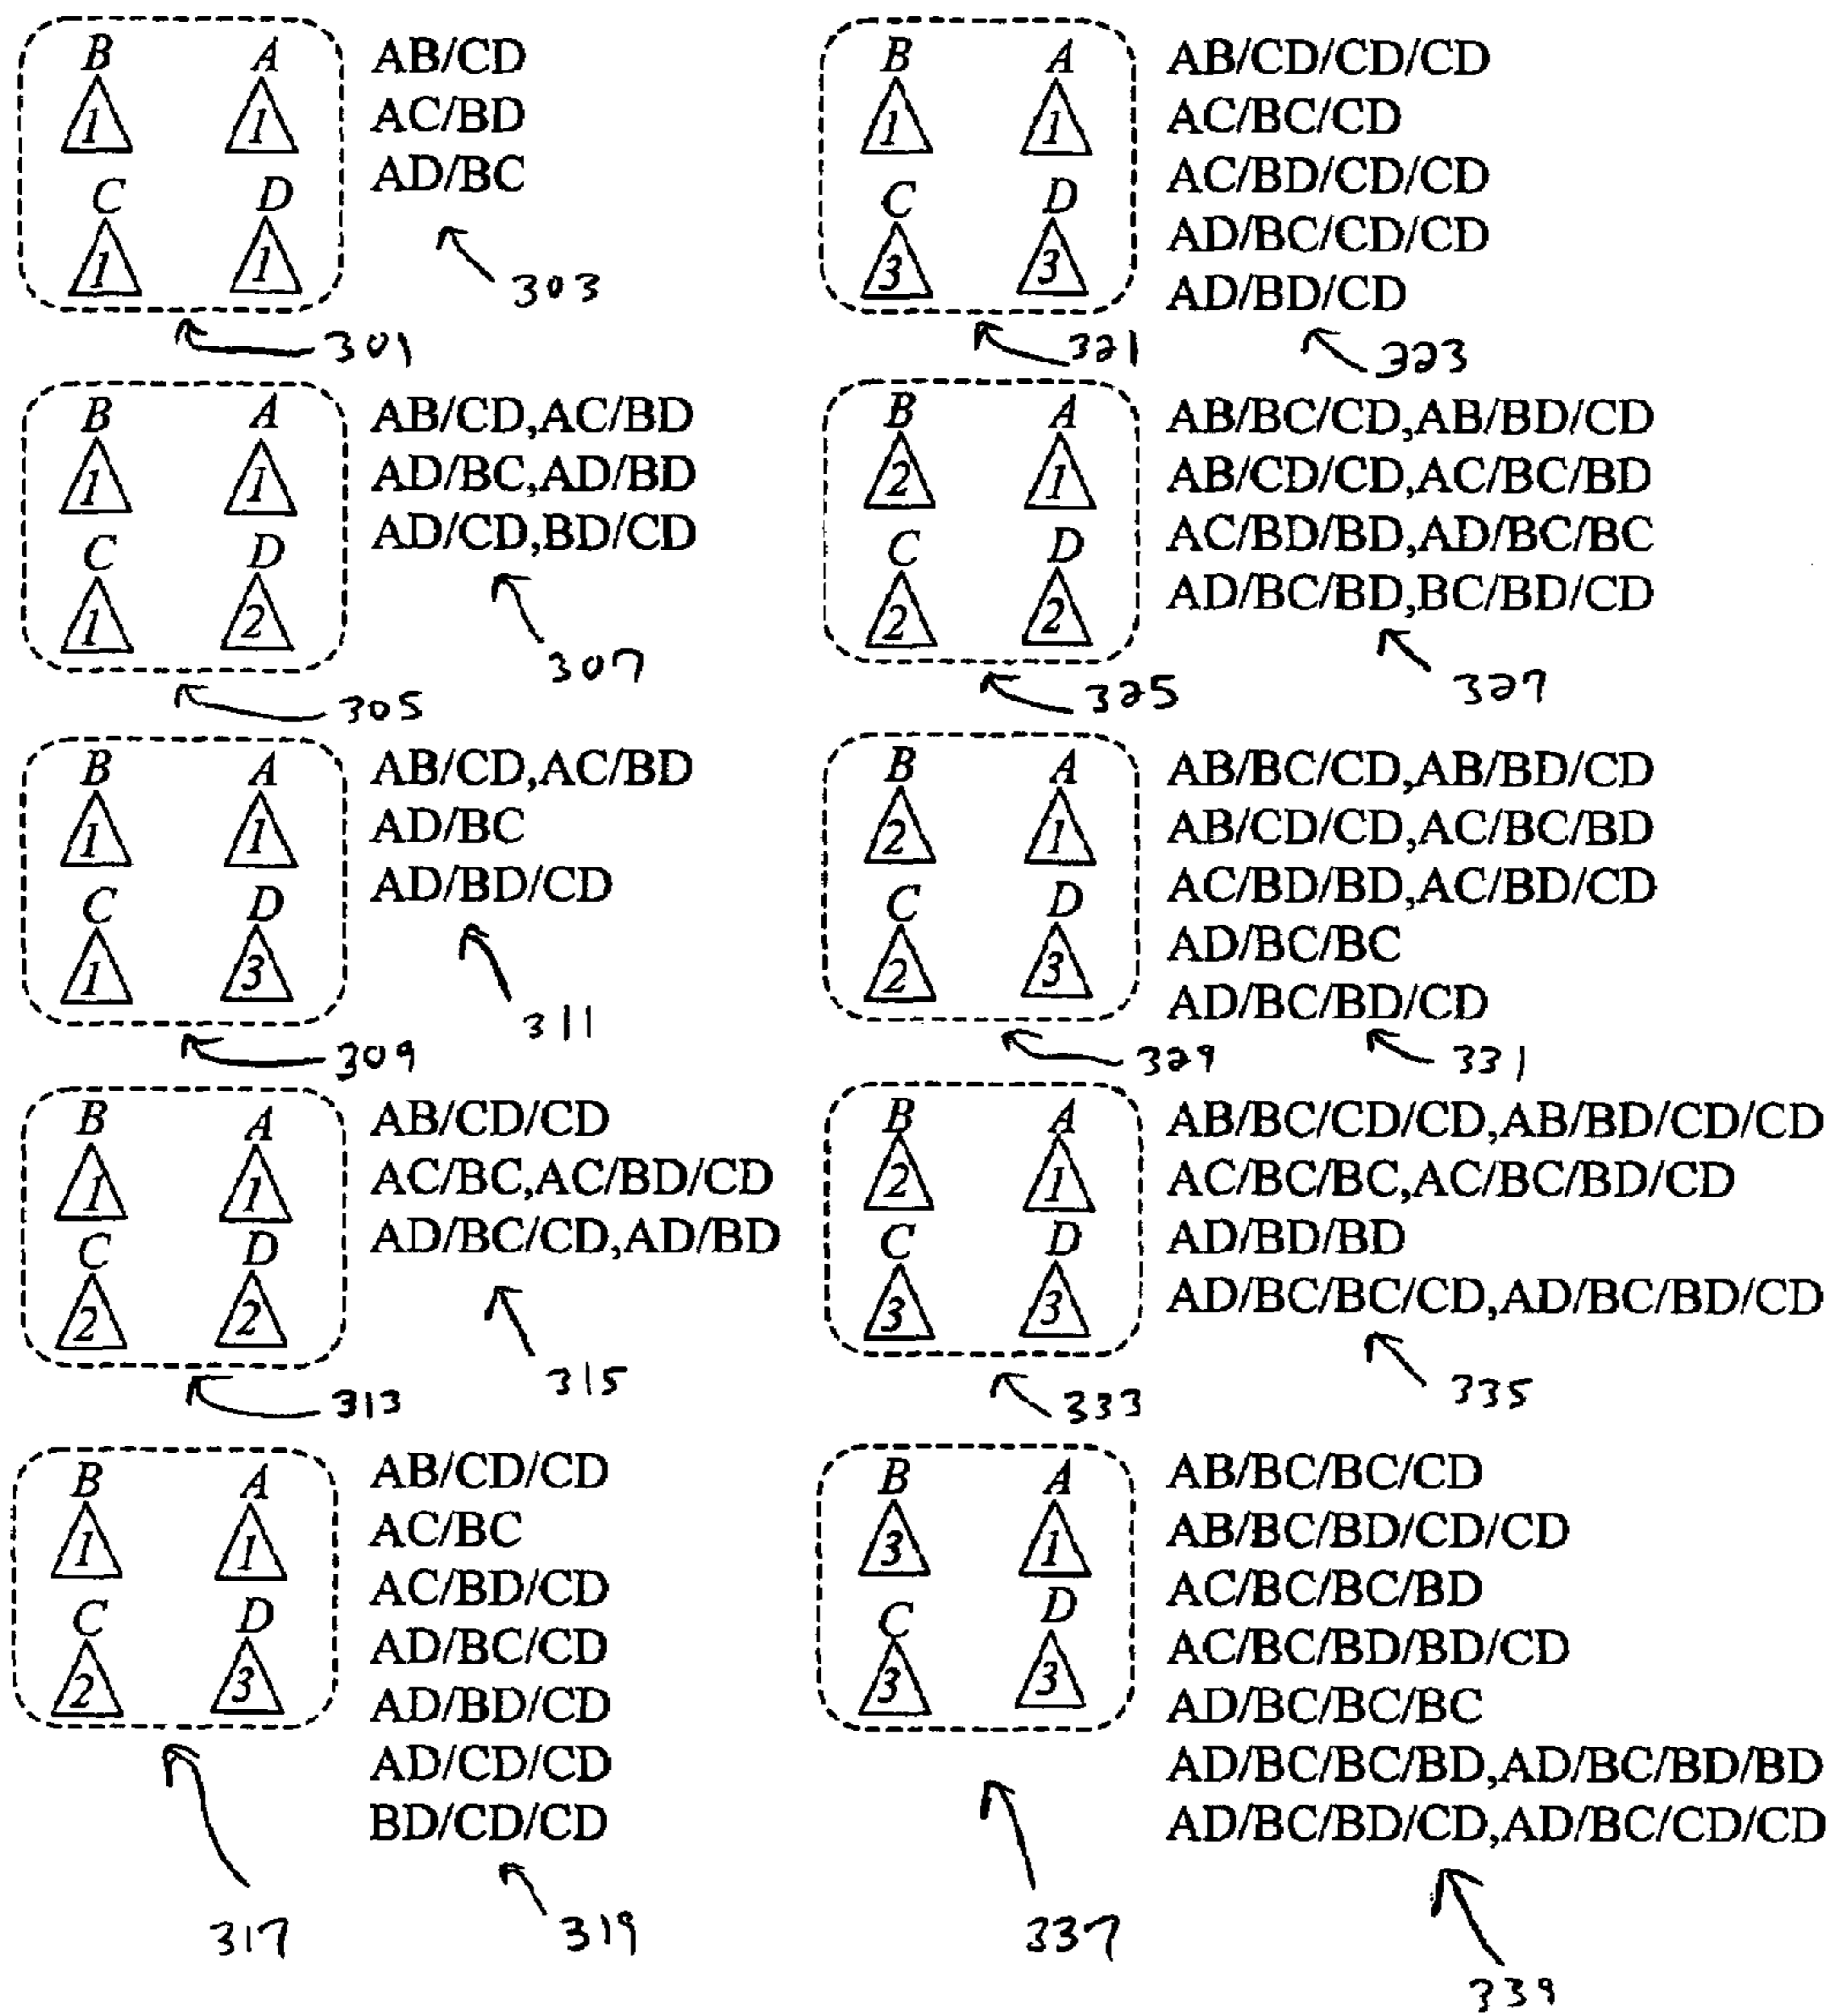 B A
1 1
C D
1 1
AB/CD
AC/BD
AD/BC
303
301
B A
1 1
C D
1 2
AB/CD,AC/BD
AD/BC,AD/BD
AD/CD,BD/CD
307
305
B A
1 1
C D
1 3
AB/CD,AC/BD
AD/BC
AD/BD/CD
311
309
B A
1 1
C D
2 2
AB/CD/CD
AC/BC,AC/BD/CD
AD/BC/CD,AD/BD
315
313
B A
1 1
C D
2 3
AB/CD/CD
AC/BC
AC/BD/CD
AD/BC/CD
AD/BD/CD
AD/CD/CD
BD/CD/CD
317
319
B A
1 1
C D
3 3
AB/CD/CD/CD
AC/BC/CD
AC/BD/CD/CD
AD/BC/CD/CD
AD/BD/CD
321
323
B A
2 1
C D
2 2
AB/BC/CD,AB/BD/CD
AB/CD/CD,AC/BC/BD
AC/BD/BD,AD/BC/BC
AD/BC/BD,BC/BD/CD
325
327
B A
2 1
C D
2 3
AB/BC/CD,AB/BD/CD
AB/CD/CD,AC/BC/BD
AC/BD/BD,AC/BD/CD
AD/BC/BC
AD/BC/BD/CD
329
331
B A
2 1
C D
3 3
AB/BC/CD/CD,AB/BD/CD/CD
AC/BC/BC,AC/BC/BD/CD
AD/BD/BD
AD/BC/BC/CD,AD/BC/BD/CD
333
335
B A
3 1
C D
3 3
AB/BC/BC/CD
AB/BC/BD/CD/CD
AC/BC/BC/BD
AC/BC/BD/BD/CD
AD/BC/BC/BC
AD/BC/BC/BD,AD/BC/BD/BD
AD/BC/BD/CD,AD/BC/CD/CD
337
339